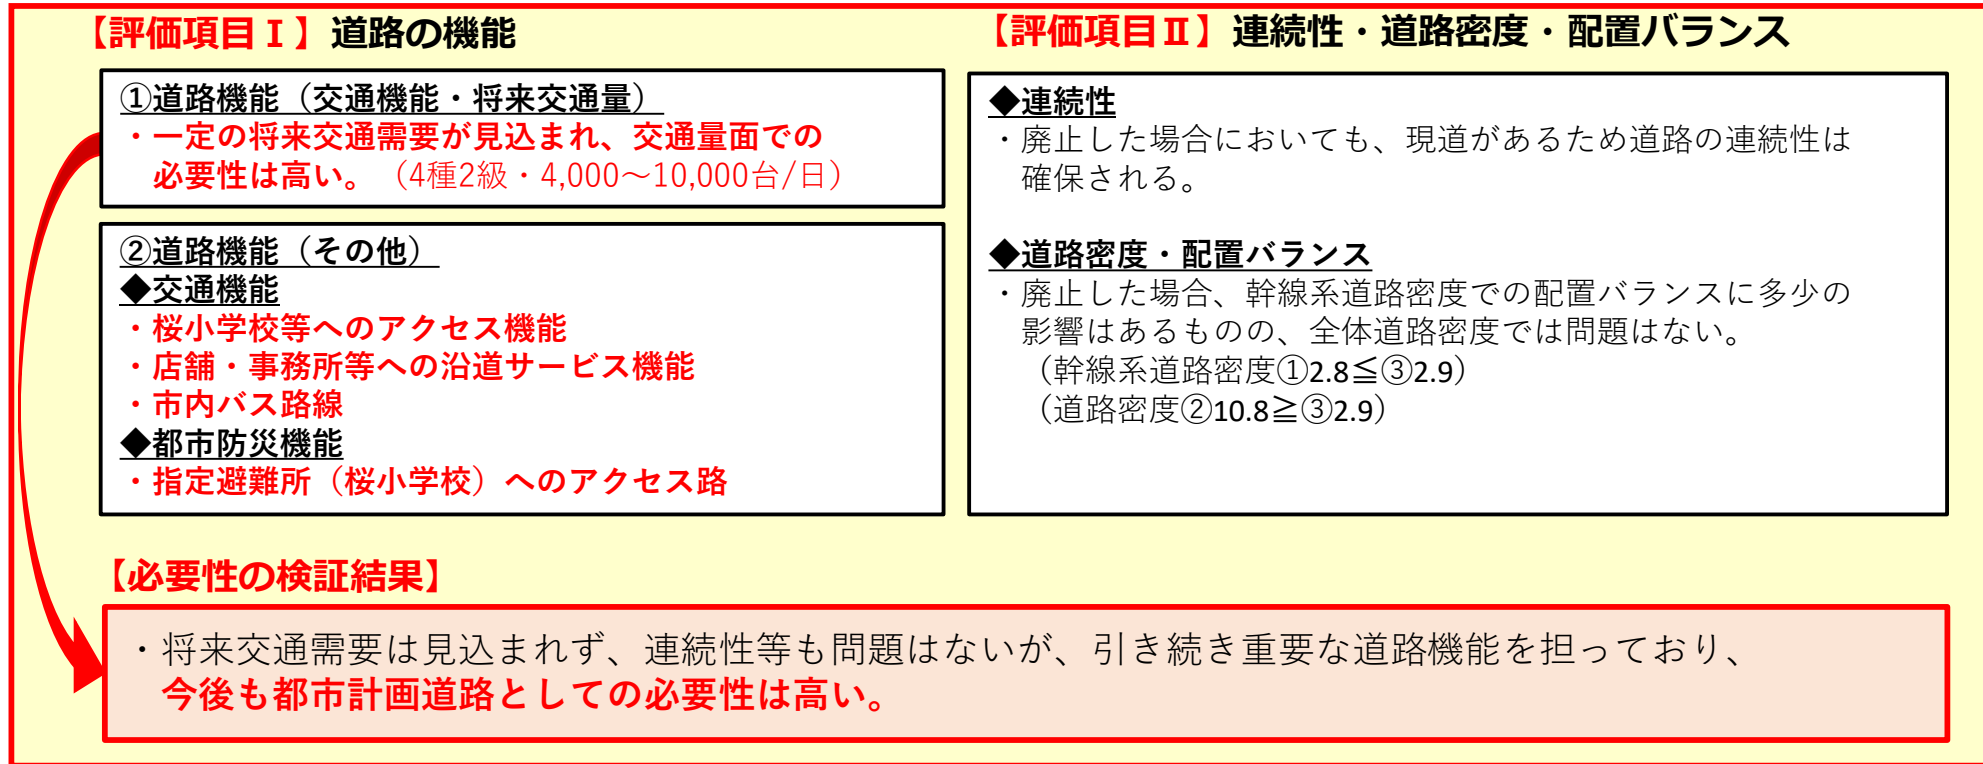 【評価項目Ⅰ】道路の機能
①道路機能（交通機能・将来交通量）
・一定の将来交通需要が見込まれ、交通量面での
必要性は高い。（4種2級・4,000～10,000台/日）
②道路機能（その他）
◆交通機能
・桜小学校等へのアクセス機能
・店舗・事務所等への沿道サービス機能
・市内バス路線
◆都市防災機能
・指定避難所（桜小学校）へのアクセス路
【評価項目Ⅱ】連続性・道路密度・配置バランス
◆連続性
・廃止した場合においても、現道があるため道路の連続性は
確保される。
◆道路密度・配置バランス
・廃止した場合、幹線系道路密度での配置バランスに多少の
影響はあるものの、全体道路密度では問題はない。
（幹線系道路密度①2.8≦③2.9）
（道路密度②10.8≧③2.9）
【必要性の検証結果】
・将来交通需要は見込まれず、連続性等も問題はないが、引き続き重要な道路機能を担っており、
今後も都市計画道路としての必要性は高い。